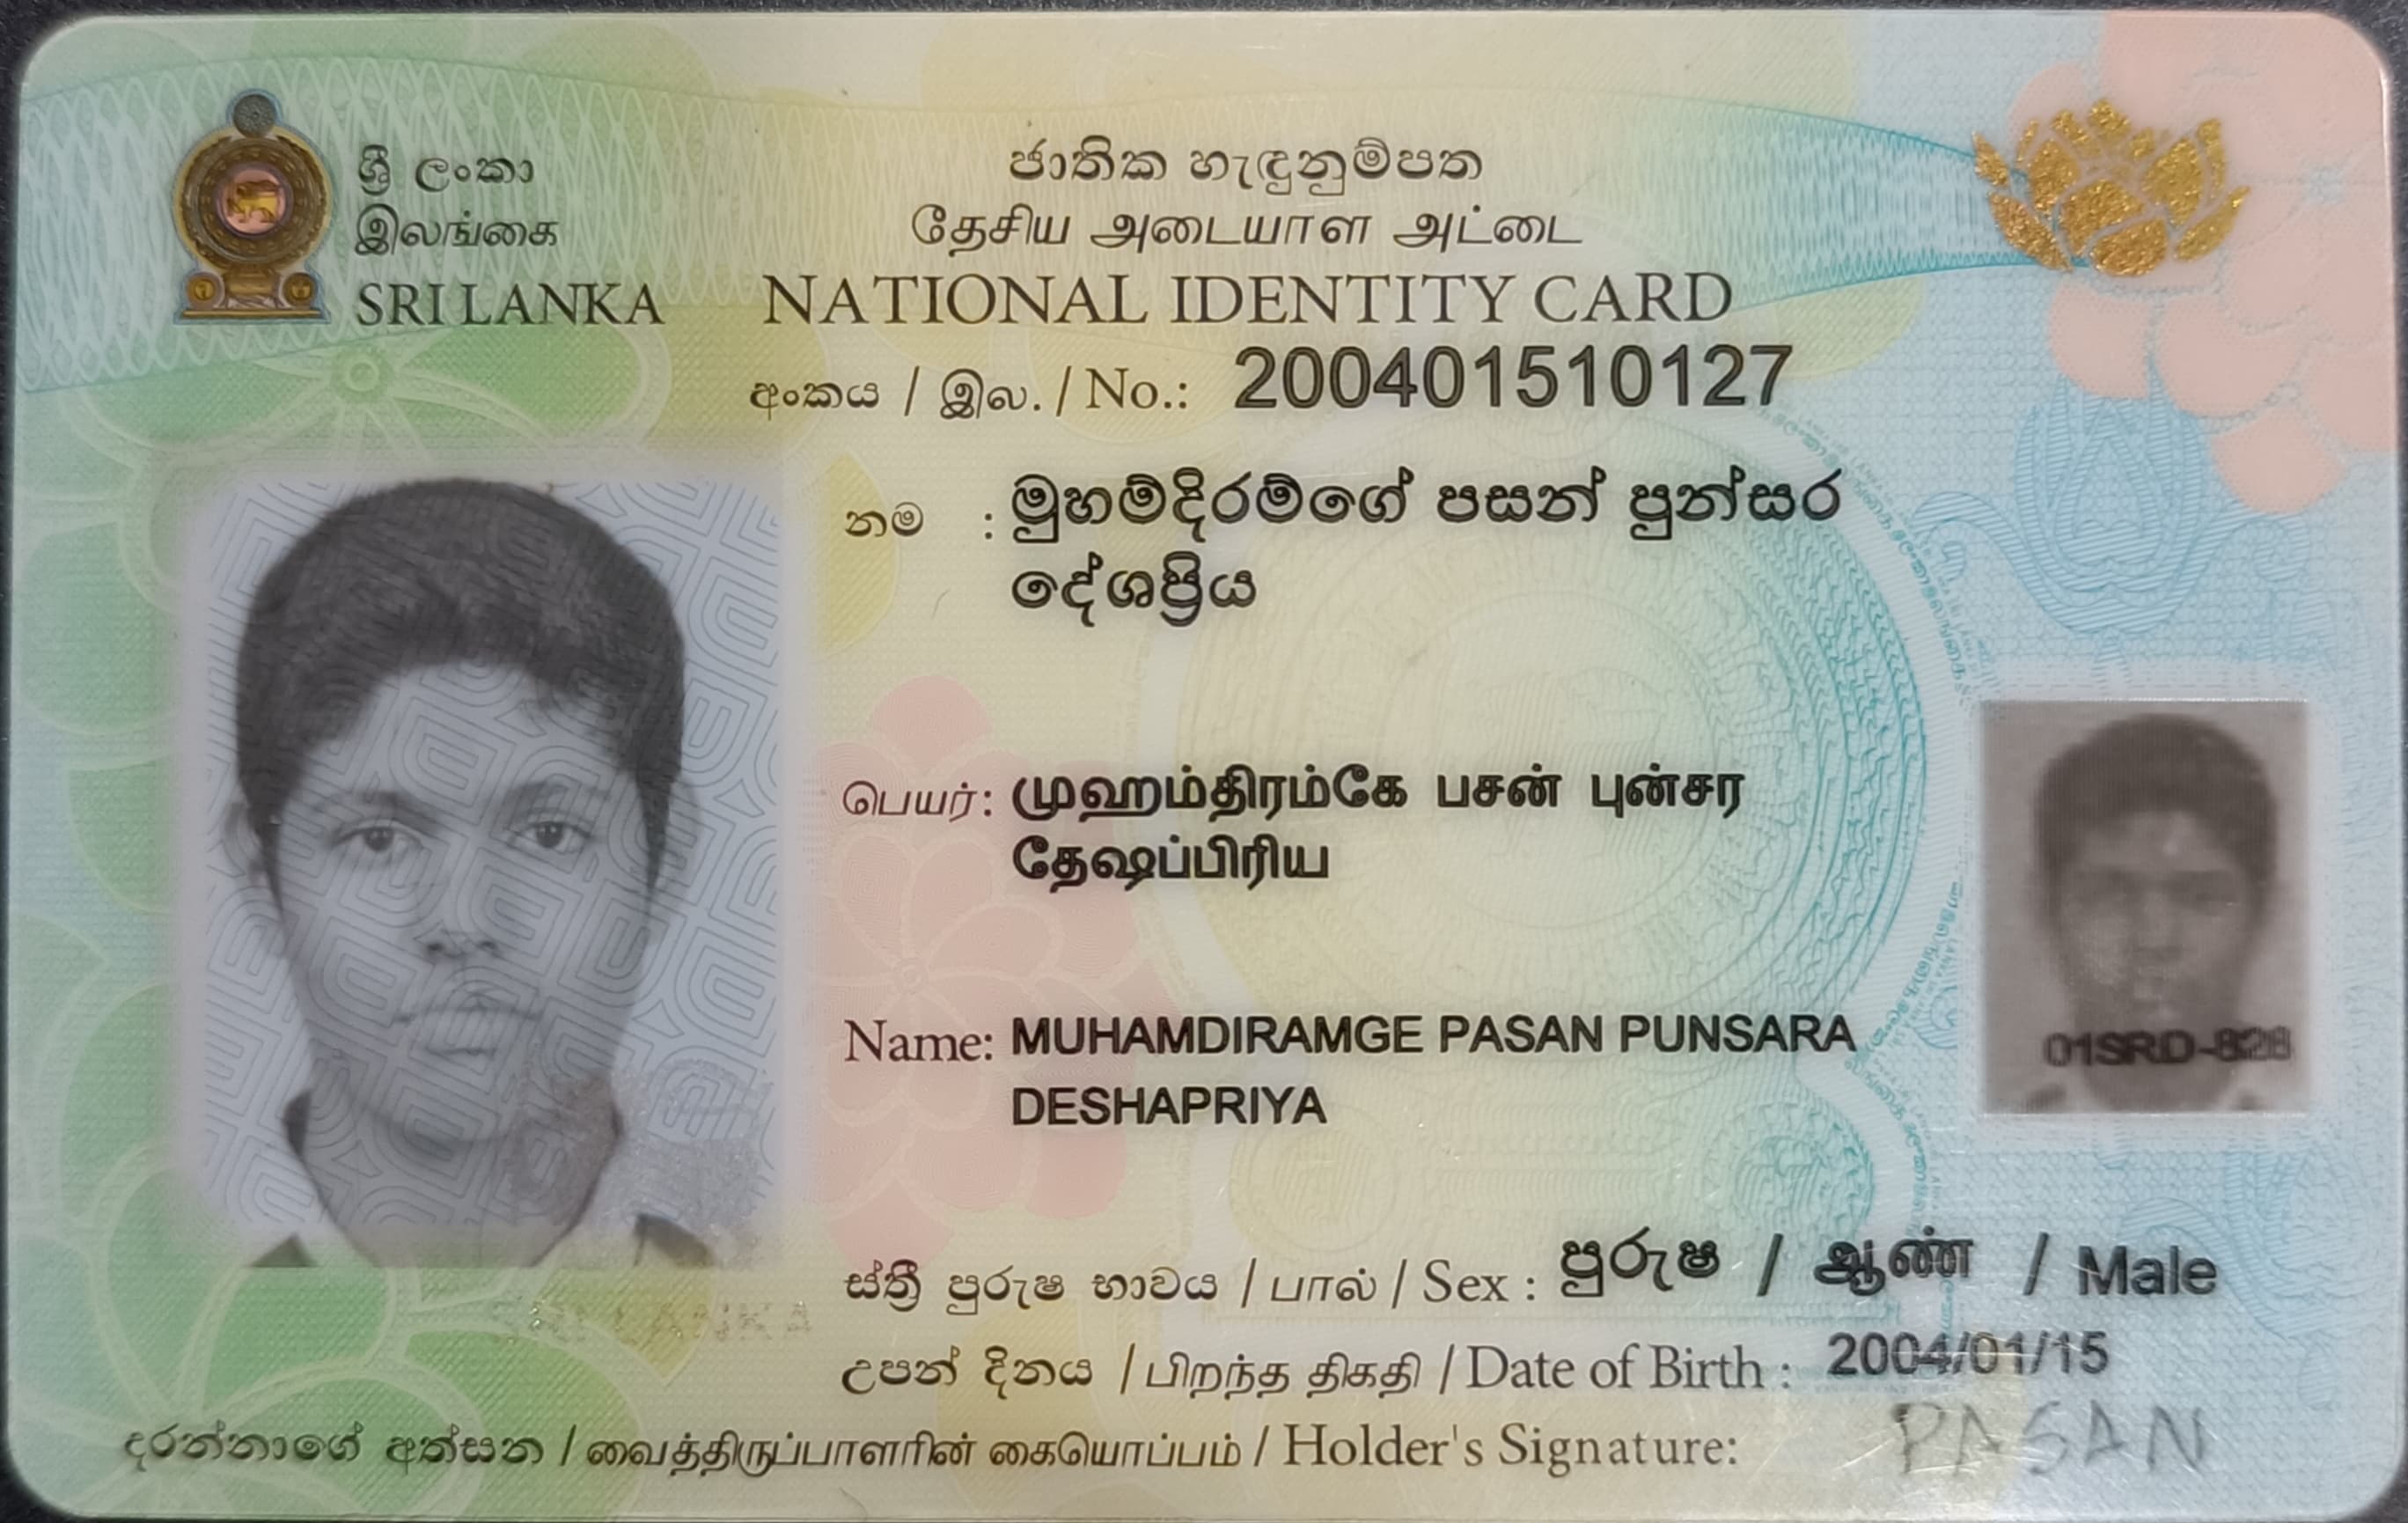 ශ්‍රී ලංකා
இலங்கை
SRI LANKA
ජාතික හැඳුනුම්පත
தேசிய அடையாள அட்டை
NATIONAL IDENTITY CARD
අංකය / இல. / No.: 200401510127
නම : මුහම්දිරම්ගේ පසන් පුන්සර
දේශප්‍රිය
பெயர்: முஹம்திரம்கே பசன் புன்சர
தேஷப்பிரிய
Name: MUHAMDIRAMGE PASAN PUNSARA
DESHAPRIYA
01SRD-828
ස්ත්‍රී පුරුෂ භාවය / பால் / Sex : පුරුෂ / ஆண் / Male
SRI LANKA
උපන් දිනය / பிறந்த திகதி / Date of Birth : 2004/01/15
දරන්නාගේ අත්සන / வைத்திருப்பாளரின் கையொப்பம் / Holder's Signature: PASAN